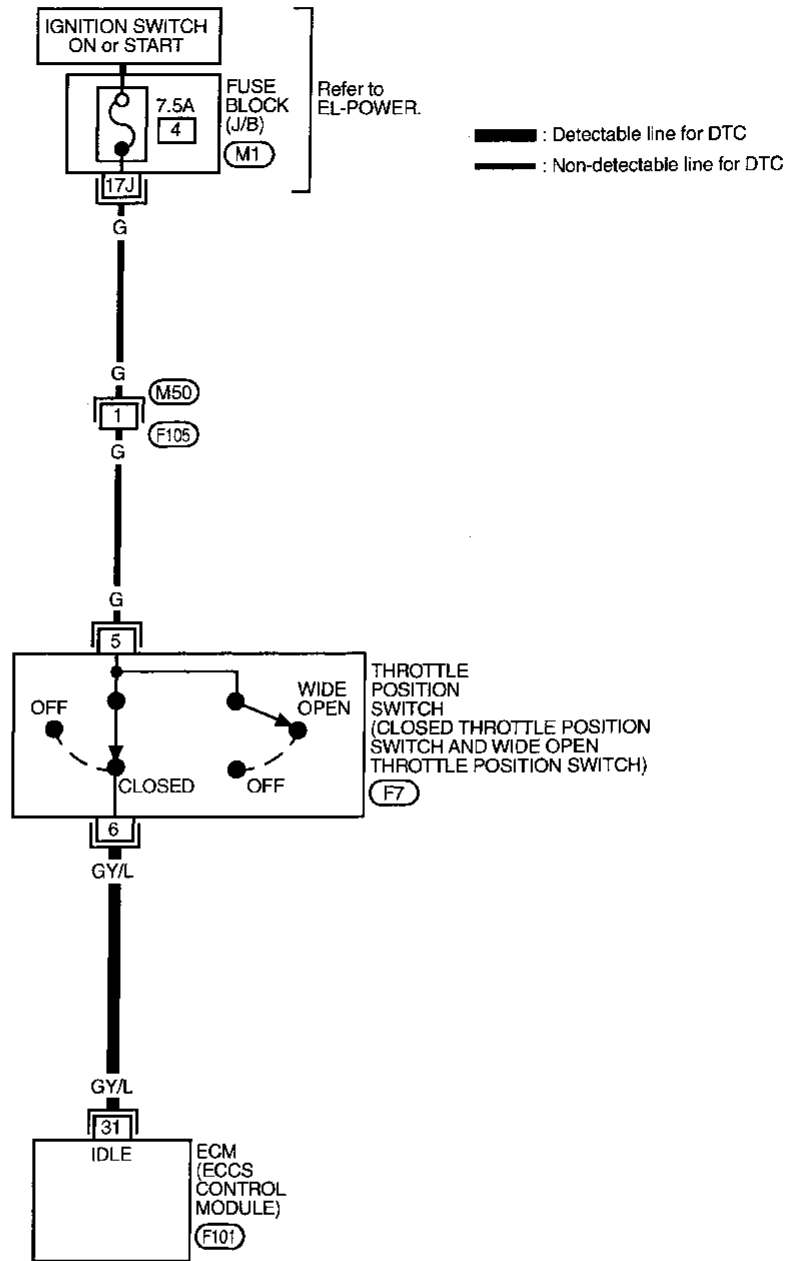 IGNITION SWITCH
ON or START
FUSE
BLOCK
(J/B)
7.5A
4
M1
Refer to
EL-POWER.
17J
: Detectable line for DTC
: Non-detectable line for DTC
G
G
M50
1
F105
G
G
5
OFF
CLOSED
WIDE
OPEN
OFF
THROTTLE
POSITION
SWITCH
(CLOSED THROTTLE POSITION
SWITCH AND WIDE OPEN
THROTTLE POSITION SWITCH)
F7
6
GY/L
GY/L
31
IDLE
ECM
(ECCS
CONTROL
MODULE)
F101